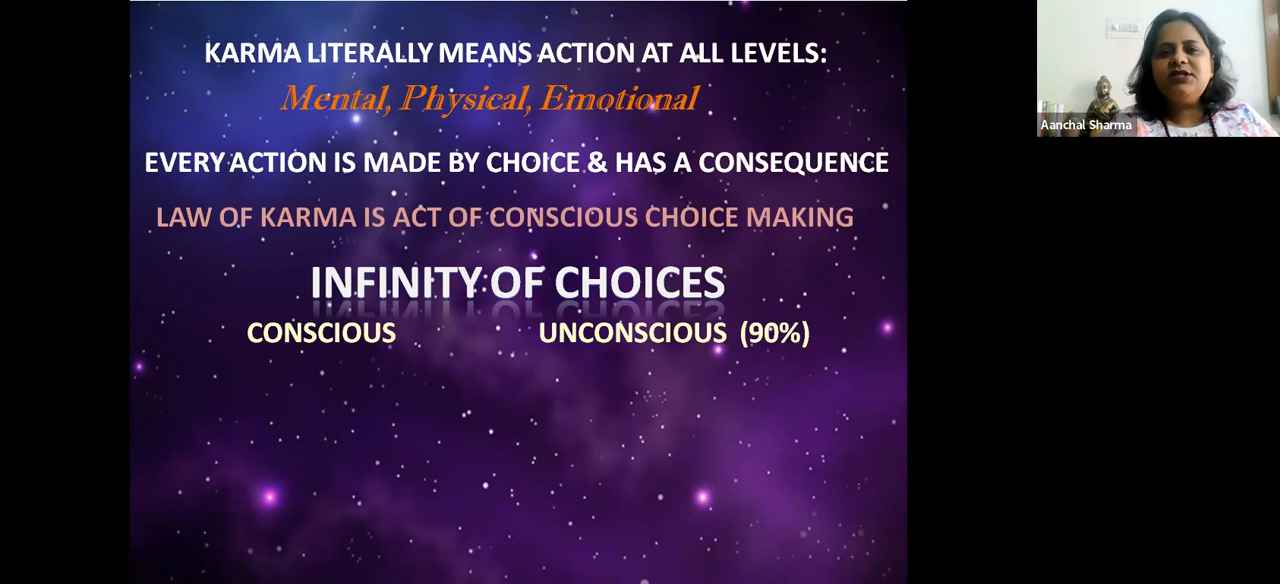 KARMA LITERALLY MEANS ACTION AT ALL LEVELS:
Mental, Physical, Emotional
EVERY ACTION IS MADE BY CHOICE & HAS A CONSEQUENCE
LAW OF KARMA IS ACT OF CONSCIOUS CHOICE MAKING
INFINITY OF CHOICES
CONSCIOUS UNCONSCIOUS (90%)
Aanchal Sharma